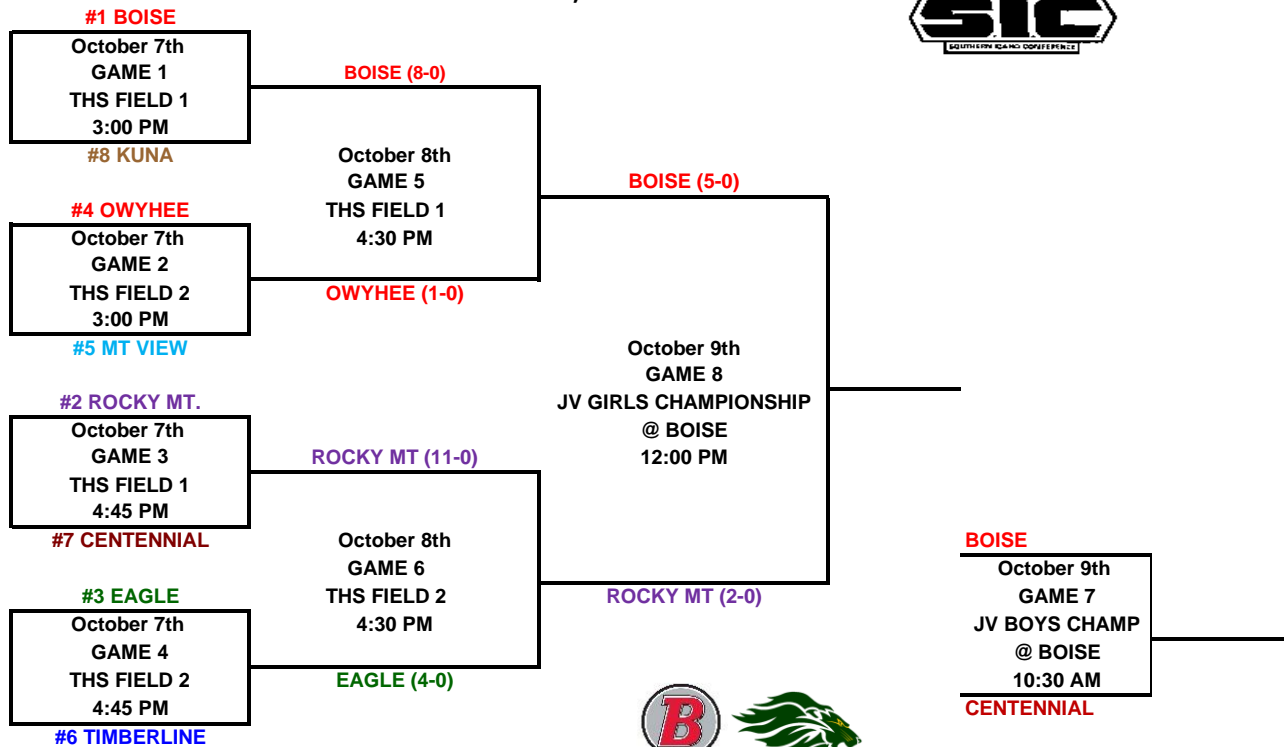 SIC
SOUTHERN IDAHO CONFERENCE
#1 BOISE
October 7th
GAME 1
THS FIELD 1
3:00 PM
#8 KUNA
#4 OWYHEE
October 7th
GAME 2
THS FIELD 2
3:00 PM
#5 MT VIEW
#2 ROCKY MT.
October 7th
GAME 3
THS FIELD 1
4:45 PM
#7 CENTENNIAL
#3 EAGLE
October 7th
GAME 4
THS FIELD 2
4:45 PM
#6 TIMBERLINE
BOISE (8-0)
October 8th
GAME 5
THS FIELD 1
4:30 PM
OWYHEE (1-0)
ROCKY MT (11-0)
October 8th
GAME 6
THS FIELD 2
4:30 PM
EAGLE (4-0)
BOISE (5-0)
October 9th
GAME 8
JV GIRLS CHAMPIONSHIP
@ BOISE
12:00 PM
ROCKY MT (2-0)
BOISE
October 9th
GAME 7
JV BOYS CHAMP
@ BOISE
10:30 AM
CENTENNIAL
B